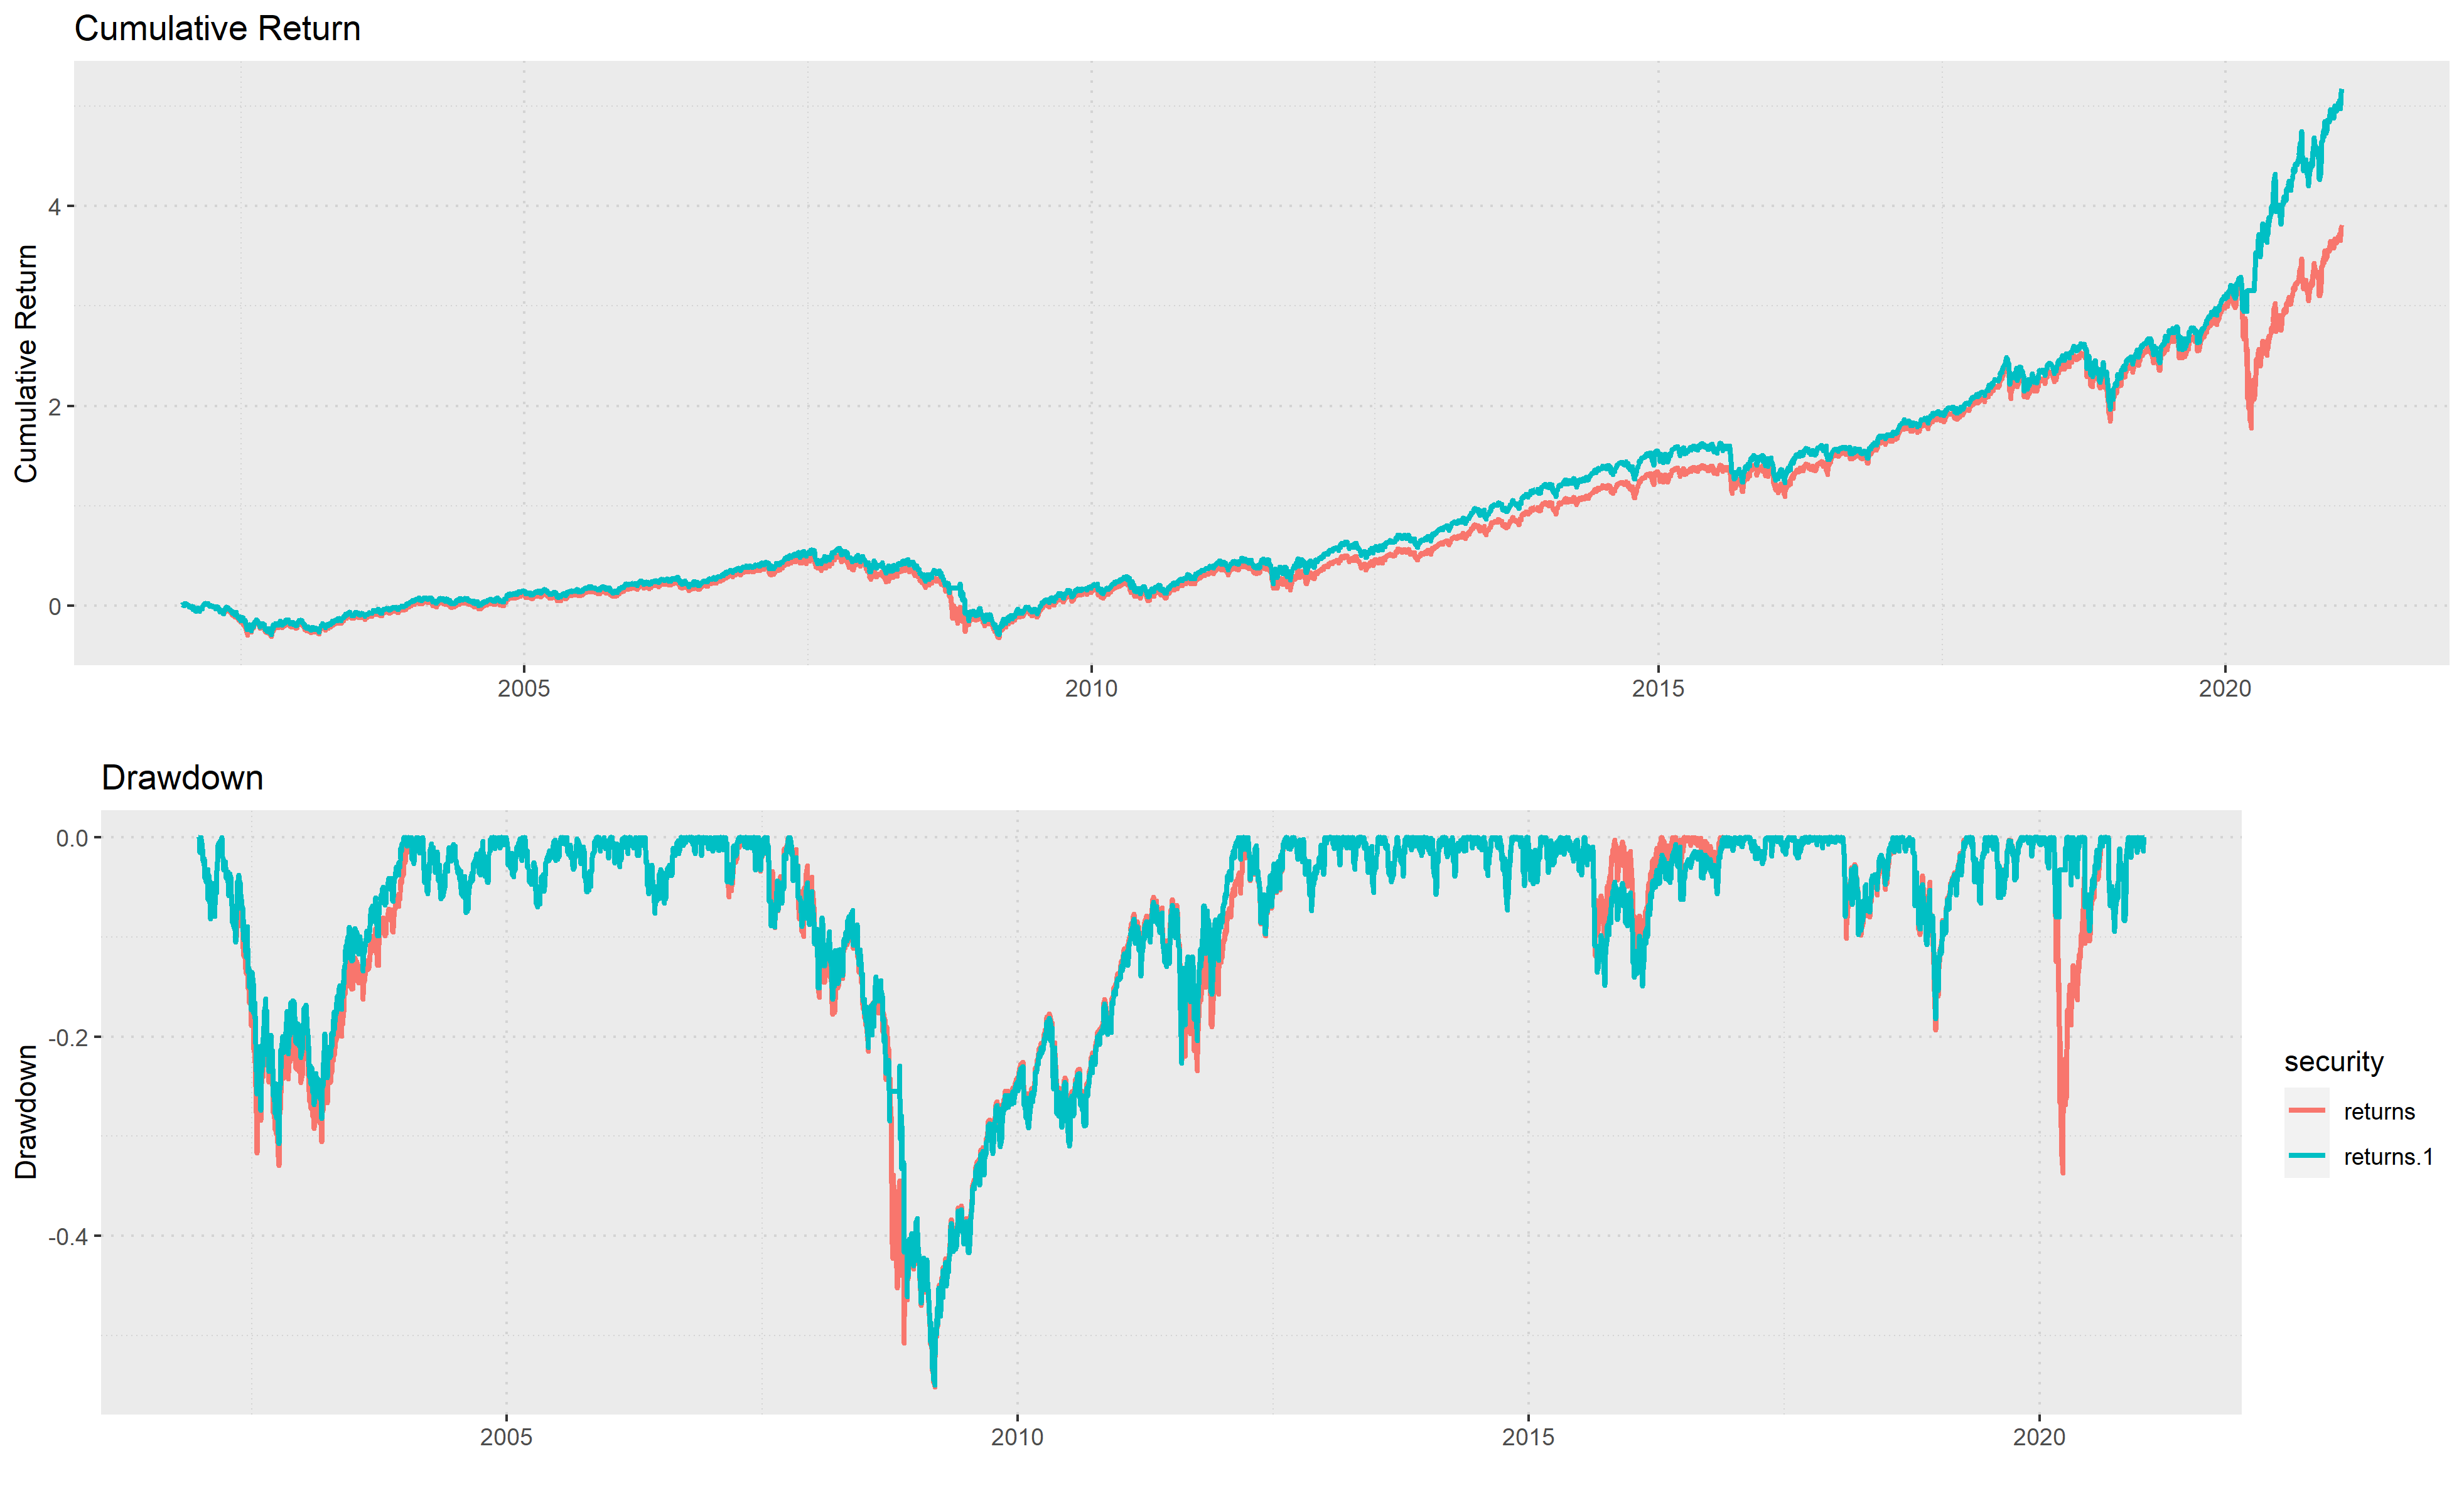 Cumulative Return
Cumulative Return
4
2
0
2005 2010 2015 2020
Drawdown
Drawdown
0.0
-0.2
-0.4
2005 2010 2015 2020
security
returns
returns.1